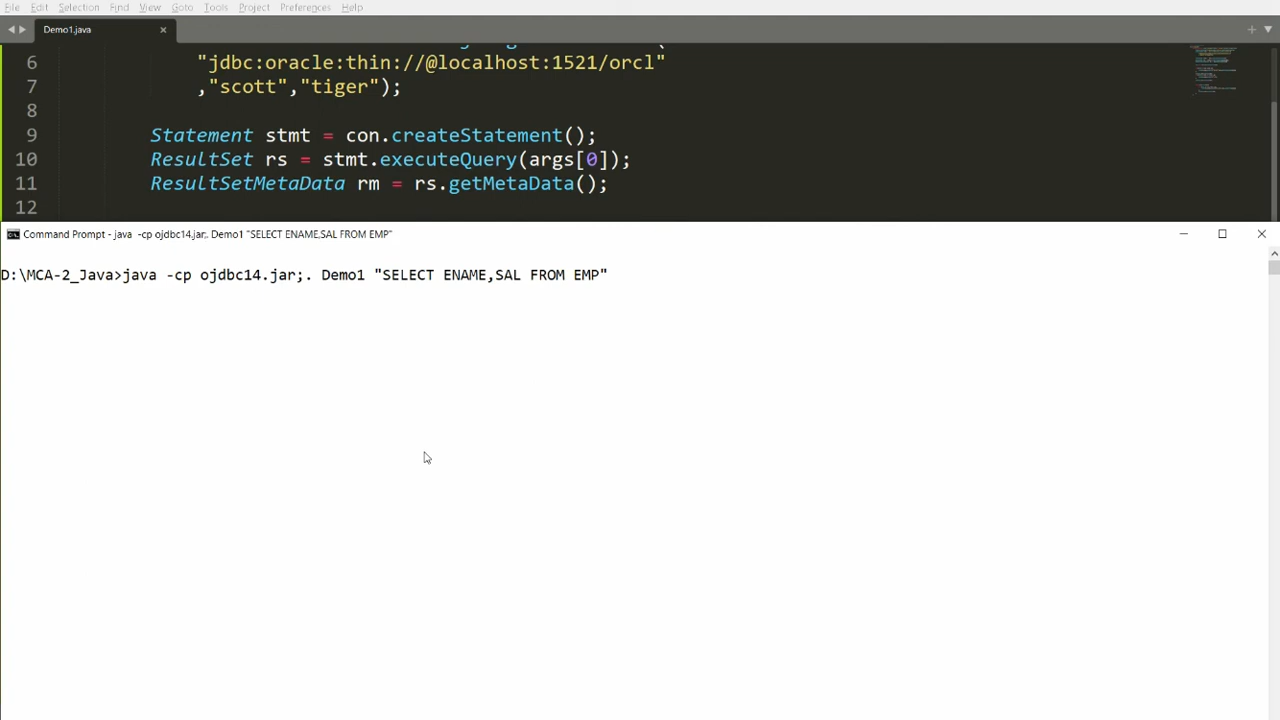 File Edit Selection Find View Goto Tools Project Preferences Help
Demo1.java
6 "jdbc:oracle:thin://@localhost:1521/orcl"
7 ,"scott","tiger");
8
9 Statement stmt = con.createStatement();
10 ResultSet rs = stmt.executeQuery(args[0]);
11 ResultSetMetaData rm = rs.getMetaData();
12
Command Prompt - java -cp ojdbc14.jar;. Demo1 "SELECT ENAME,SAL FROM EMP"
D:\MCA-2_Java>java -cp ojdbc14.jar;. Demo1 "SELECT ENAME,SAL FROM EMP"